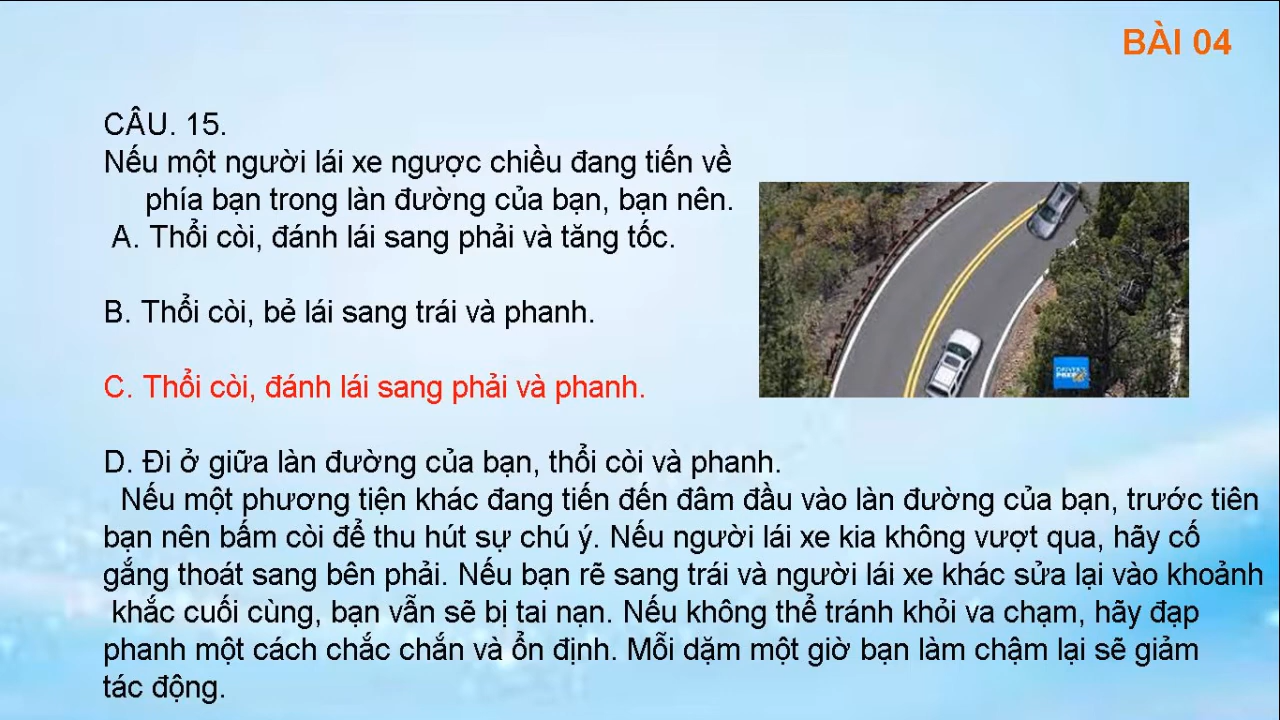 BÀI 04
CÂU. 15.
Nếu một người lái xe ngược chiều đang tiến về
phía bạn trong làn đường của bạn, bạn nên.
A. Thổi còi, đánh lái sang phải và tăng tốc.
B. Thổi còi, bẻ lái sang trái và phanh.
C. Thổi còi, đánh lái sang phải và phanh.
D. Đi ở giữa làn đường của bạn, thổi còi và phanh.
Nếu một phương tiện khác đang tiến đến đâm đầu vào làn đường của bạn, trước tiên
bạn nên bấm còi để thu hút sự chú ý. Nếu người lái xe kia không vượt qua, hãy cố
gắng thoát sang bên phải. Nếu bạn rẽ sang trái và người lái xe khác sửa lại vào khoảnh
khắc cuối cùng, bạn vẫn sẽ bị tai nạn. Nếu không thể tránh khỏi va chạm, hãy đạp
phanh một cách chắc chắn và ổn định. Mỗi dặm một giờ bạn làm chậm lại sẽ giảm
tác động.